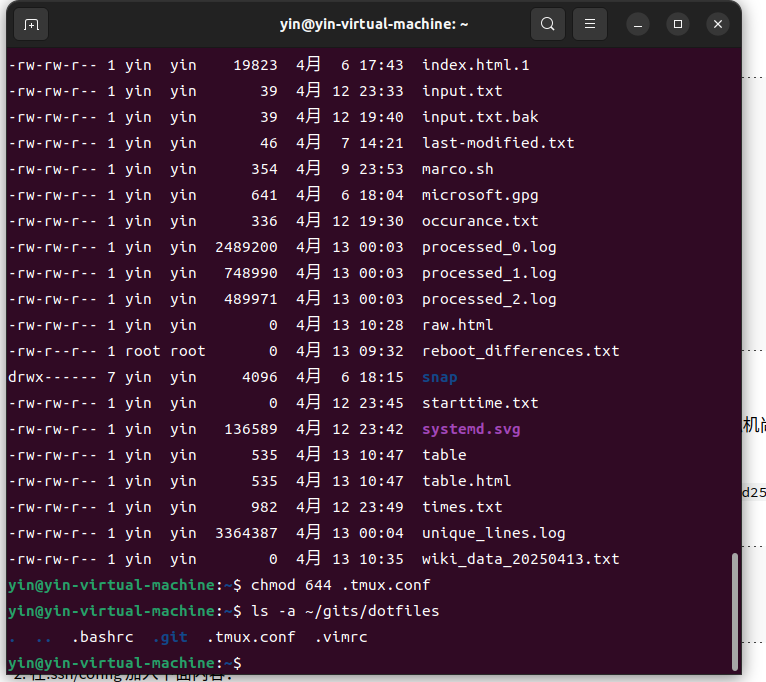 yin@yin-virtual-machine: ~
-rw-rw-r-- 1 yin  yin    19823  4月  6 17:43  index.html.1
-rw-rw-r-- 1 yin  yin       39  4月 12 23:33  input.txt
-rw-rw-r-- 1 yin  yin       39  4月 12 19:40  input.txt.bak
-rw-rw-r-- 1 yin  yin       46  4月  7 14:21  last-modified.txt
-rw-rw-r-- 1 yin  yin      354  4月  9 23:53  marco.sh
-rw-rw-r-- 1 yin  yin      641  4月  6 18:04  microsoft.gpg
-rw-rw-r-- 1 yin  yin      336  4月 12 19:30  occurance.txt
-rw-rw-r-- 1 yin  yin  2489200  4月 13 00:03  processed_0.log
-rw-rw-r-- 1 yin  yin   748990  4月 13 00:03  processed_1.log
-rw-rw-r-- 1 yin  yin   489971  4月 13 00:03  processed_2.log
-rw-rw-r-- 1 yin  yin        0  4月 13 10:28  raw.html
-rw-r--r-- 1 root root       0  4月 13 09:32  reboot_differences.txt
drwx------ 7 yin  yin     4096  4月  6 18:15  snap
-rw-rw-r-- 1 yin  yin        0  4月 12 23:45  starttime.txt
-rw-rw-r-- 1 yin  yin   136589  4月 12 23:42  systemd.svg
-rw-rw-r-- 1 yin  yin      535  4月 13 10:47  table
-rw-rw-r-- 1 yin  yin      535  4月 13 10:47  table.html
-rw-rw-r-- 1 yin  yin      982  4月 12 23:49  times.txt
-rw-rw-r-- 1 yin  yin  3364387  4月 13 00:04  unique_lines.log
-rw-rw-r-- 1 yin  yin        0  4月 13 10:35  wiki_data_20250413.txt
yin@yin-virtual-machine:~$ chmod 644 .tmux.conf
yin@yin-virtual-machine:~$ ls -a ~/gits/dotfiles
.  ..  .bashrc  .git  .tmux.conf  .vimrc
yin@yin-virtual-machine:~$
机
d25